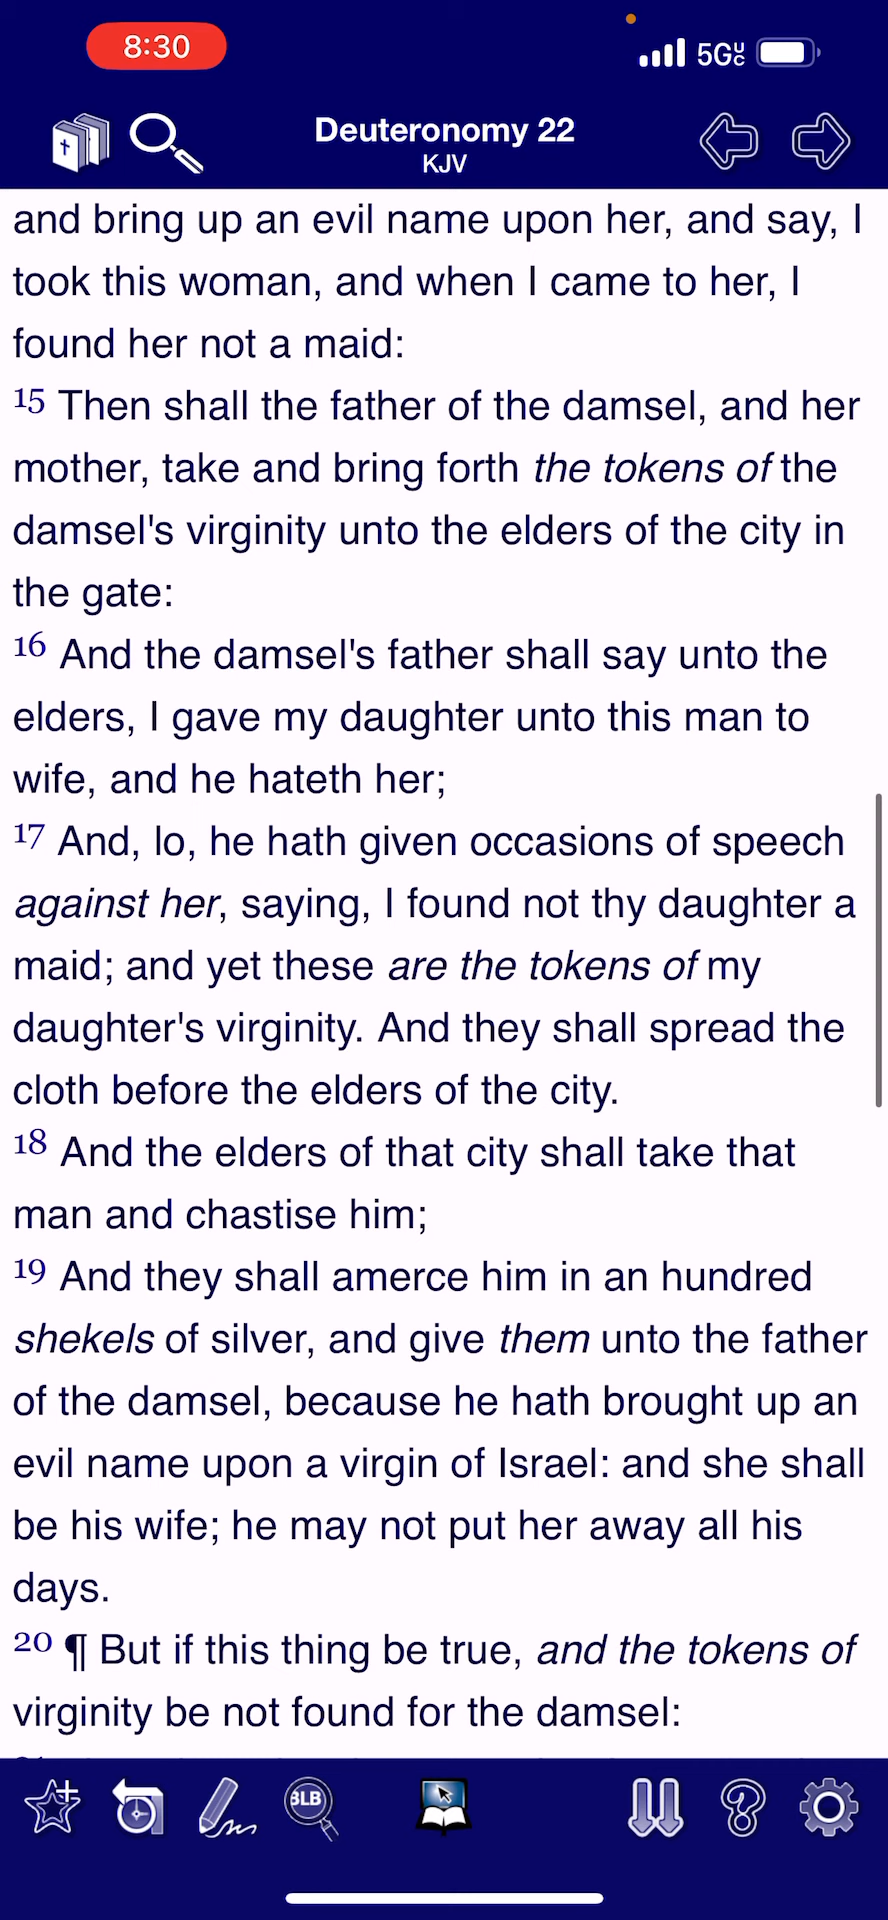 8:30
5G
Deuteronomy 22
KJV
and bring up an evil name upon her, and say, I
took this woman, and when I came to her, I
found her not a maid:
15 Then shall the father of the damsel, and her
mother, take and bring forth the tokens of the
damsel's virginity unto the elders of the city in
the gate:
16 And the damsel's father shall say unto the
elders, I gave my daughter unto this man to
wife, and he hateth her;
17 And, lo, he hath given occasions of speech
against her, saying, I found not thy daughter a
maid; and yet these are the tokens of my
daughter's virginity. And they shall spread the
cloth before the elders of the city.
18 And the elders of that city shall take that
man and chastise him;
19 And they shall amerce him in an hundred
shekels of silver, and give them unto the father
of the damsel, because he hath brought up an
evil name upon a virgin of Israel: and she shall
be his wife; he may not put her away all his
days.
20 ¶ But if this thing be true, and the tokens of
virginity be not found for the damsel:
BLB